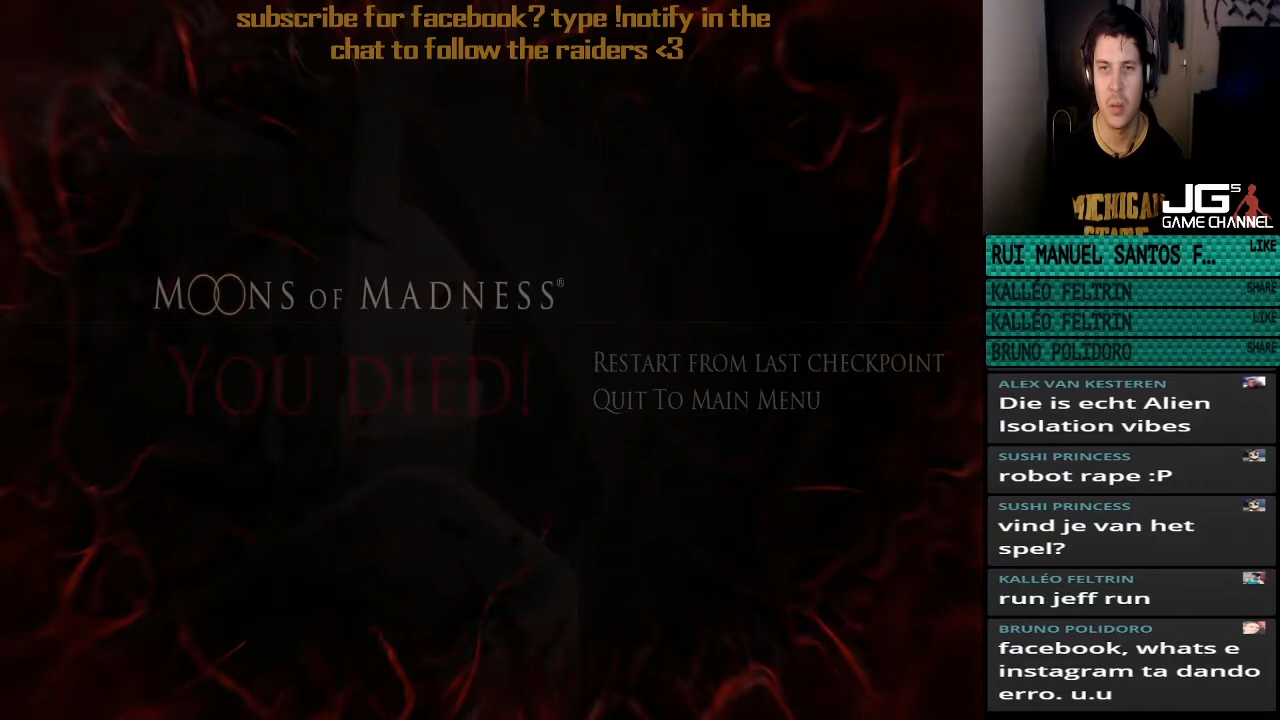 subscribe for facebook? type !notify in the
chat to follow the raiders <3
MOONS OF MADNESS®
YOU DIED!
RESTART FROM LAST CHECKPOINT
QUIT TO MAIN MENU
MICHIGAN
STATE
JGS
GAME CHANNEL
RUI MANUEL SANTOS F... LIKE
KALLÉO FELTRIN SHARE
KALLÉO FELTRIN LIKE
BRUNO POLIDORO SHARE
ALEX VAN KESTEREN
Die is echt Alien
Isolation vibes
SUSHI PRINCESS
robot rape :P
SUSHI PRINCESS
vind je van het
spel?
KALLÉO FELTRIN
run jeff run
BRUNO POLIDORO
facebook, whats e
instagram ta dando
erro. u.u